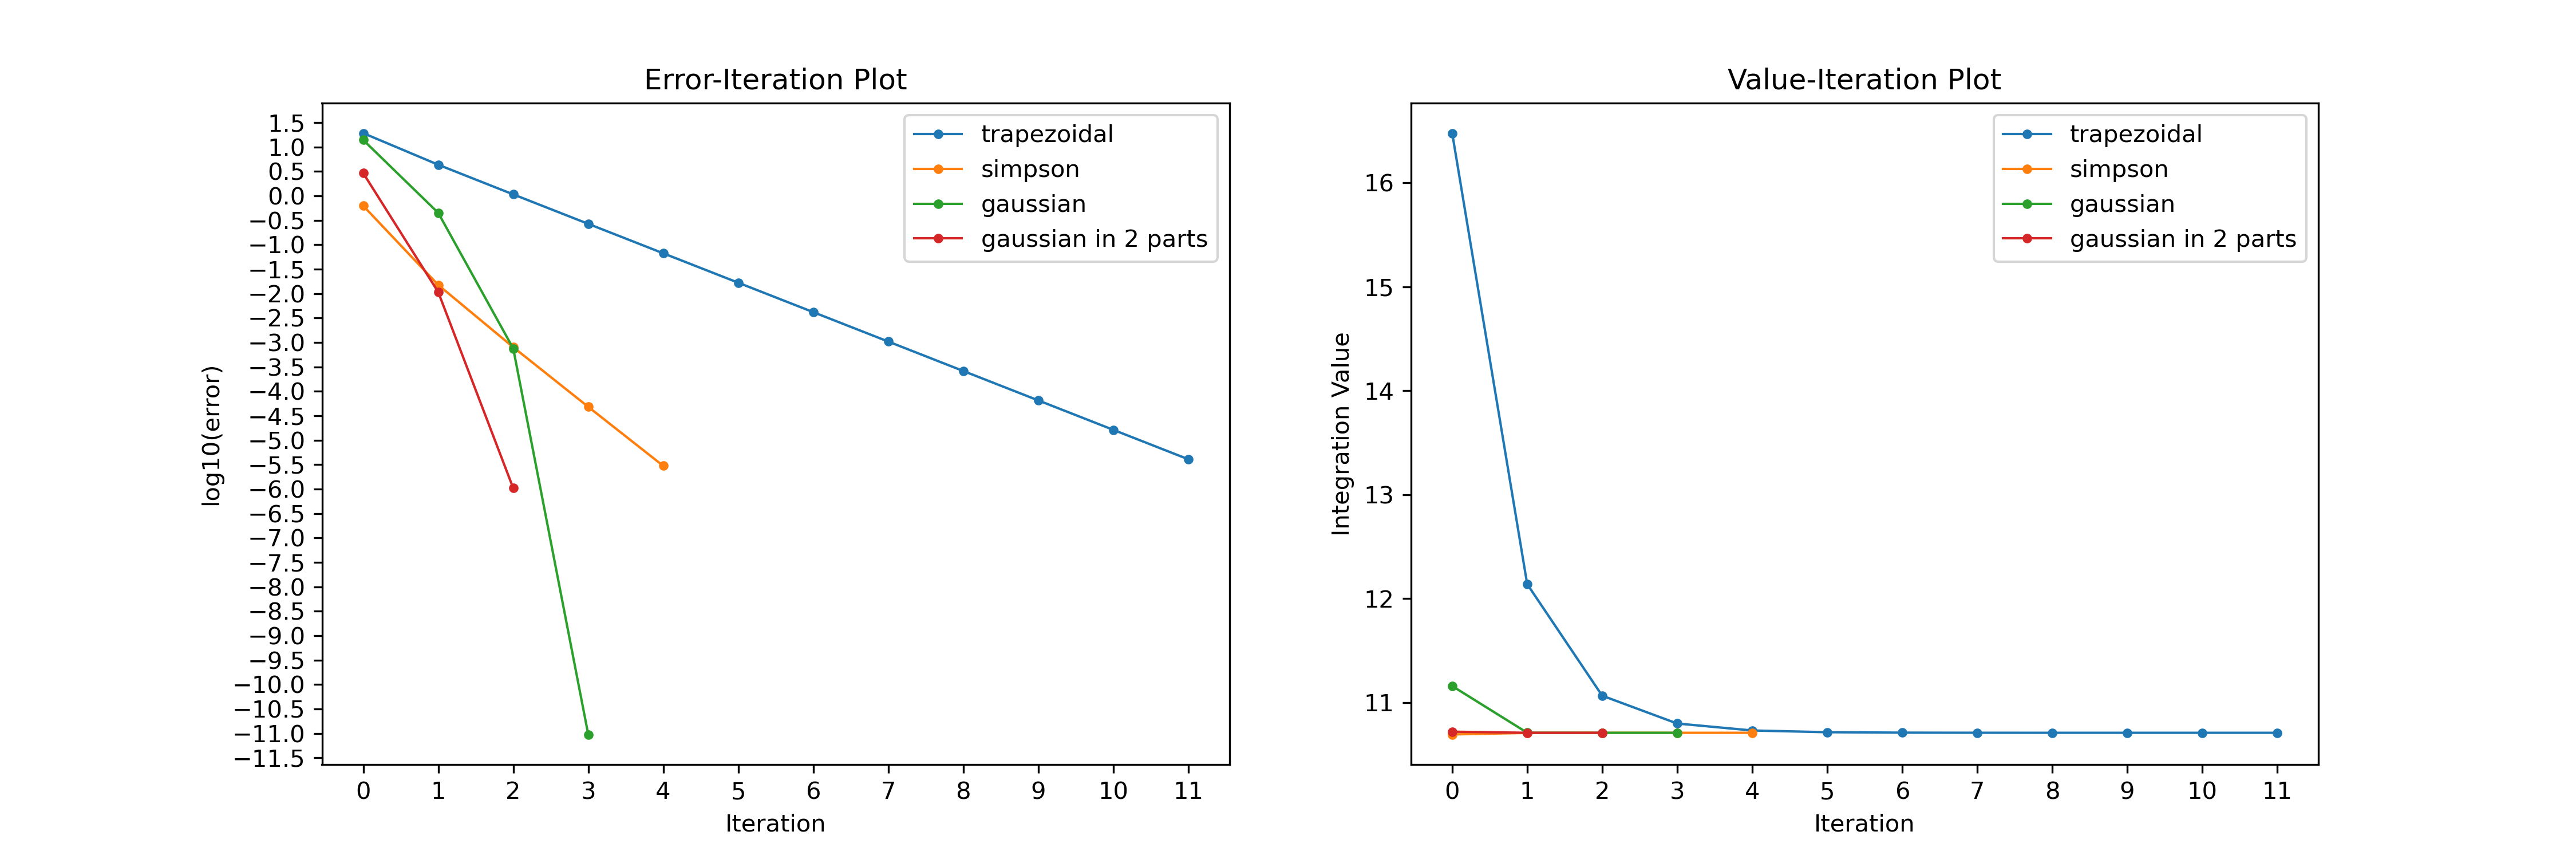 Error-Iteration Plot
1.5
1.0
0.5
0.0
−0.5
−1.0
−1.5
−2.0
−2.5
−3.0
−3.5
−4.0
−4.5
−5.0
−5.5
−6.0
−6.5
−7.0
−7.5
−8.0
−8.5
−9.0
−9.5
−10.0
−10.5
−11.0
−11.5
log10(error)
trapezoidal
simpson
gaussian
gaussian in 2 parts
0 1 2 3 4 5 6 7 8 9 10 11
Iteration
Value-Iteration Plot
16
15
14
13
12
11
Integration Value
trapezoidal
simpson
gaussian
gaussian in 2 parts
0 1 2 3 4 5 6 7 8 9 10 11
Iteration